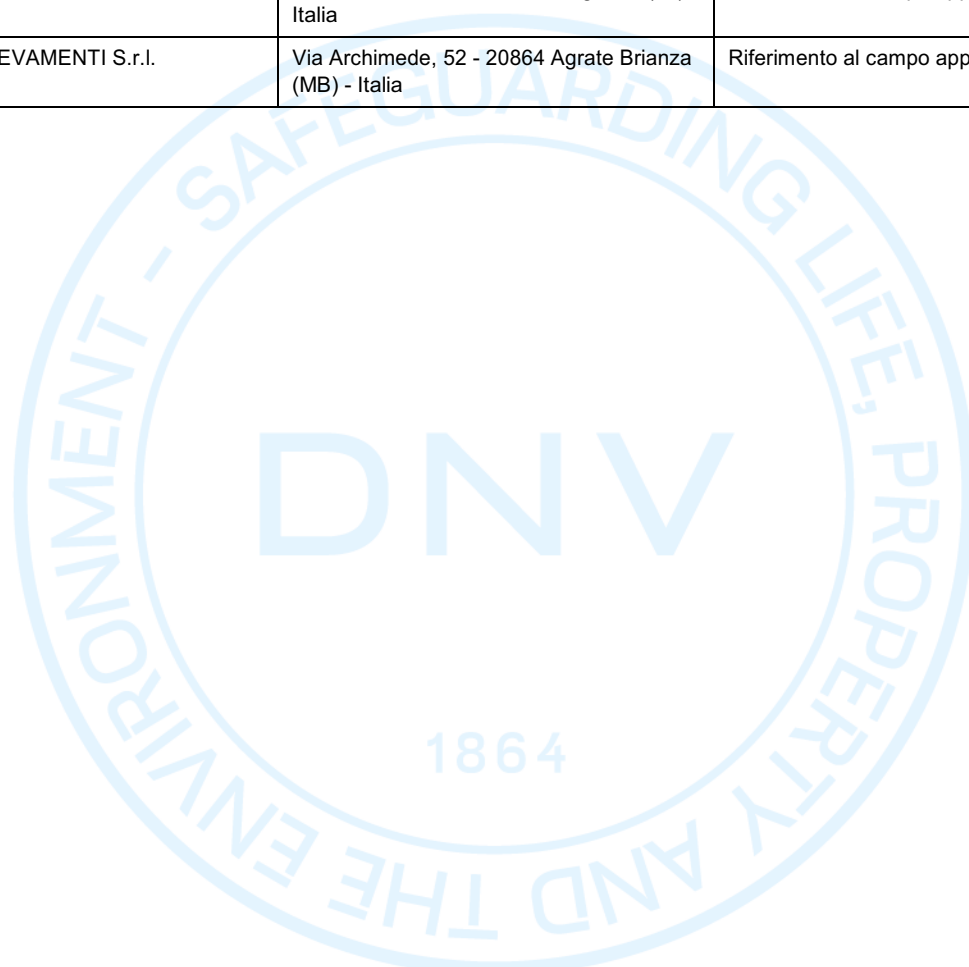 Italia
EVAMENTI S.r.l.
Via Archimede, 52 - 20864 Agrate Brianza
(MB) - Italia
Riferimento al campo app
SAFEGUARDING LIFE, PROPERTY AND THE ENVIRONMENT -
DNV
1864